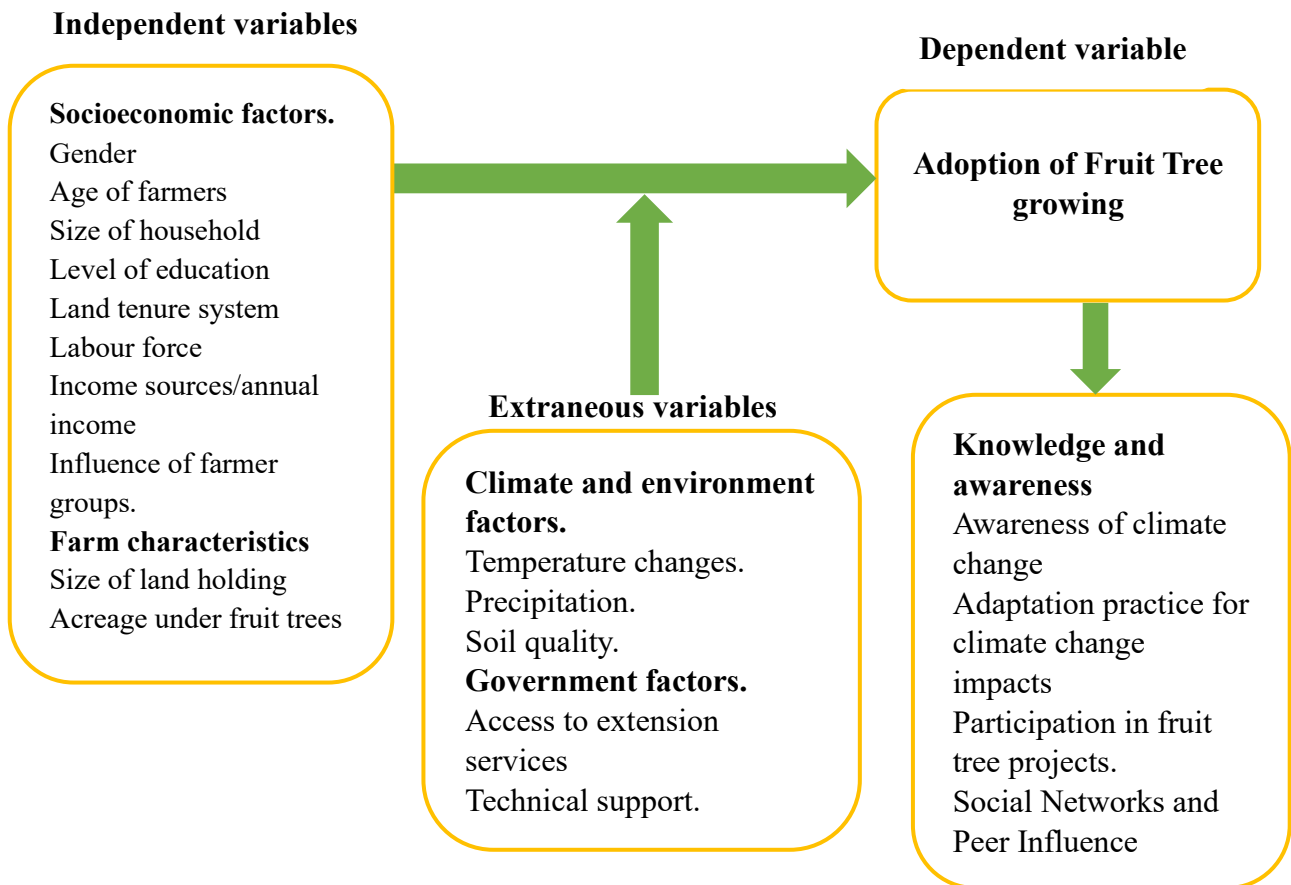 Independent variables
Socioeconomic factors.
Gender
Age of farmers
Size of household
Level of education
Land tenure system
Labour force
Income sources/annual
income
Influence of farmer
groups.
Farm characteristics
Size of land holding
Acreage under fruit trees
Extraneous variables
Climate and environment
factors.
Temperature changes.
Precipitation.
Soil quality.
Government factors.
Access to extension
services
Technical support.
Dependent variable
Adoption of Fruit Tree
growing
Knowledge and
awareness
Awareness of climate
change
Adaptation practice for
climate change
impacts
Participation in fruit
tree projects.
Social Networks and
Peer Influence